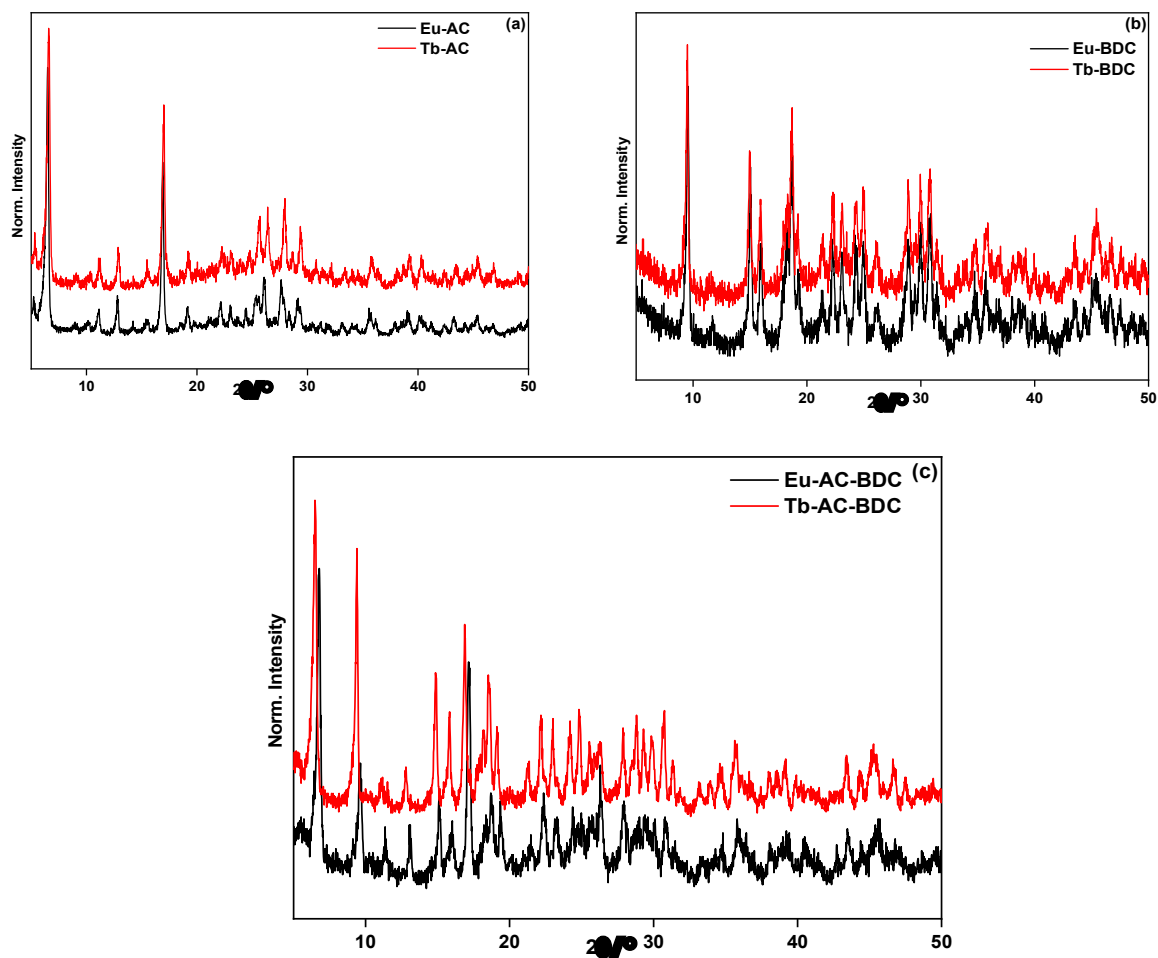 (a)
Eu-AC
Tb-AC
Norm. Intensity
10 20 30 40 50
(b)
Eu-BDC
Tb-BDC
Norm. Intensity
10 20 30 40 50
(c)
Eu-AC-BDC
Tb-AC-BDC
Norm. Intensity
10 20 30 40 50